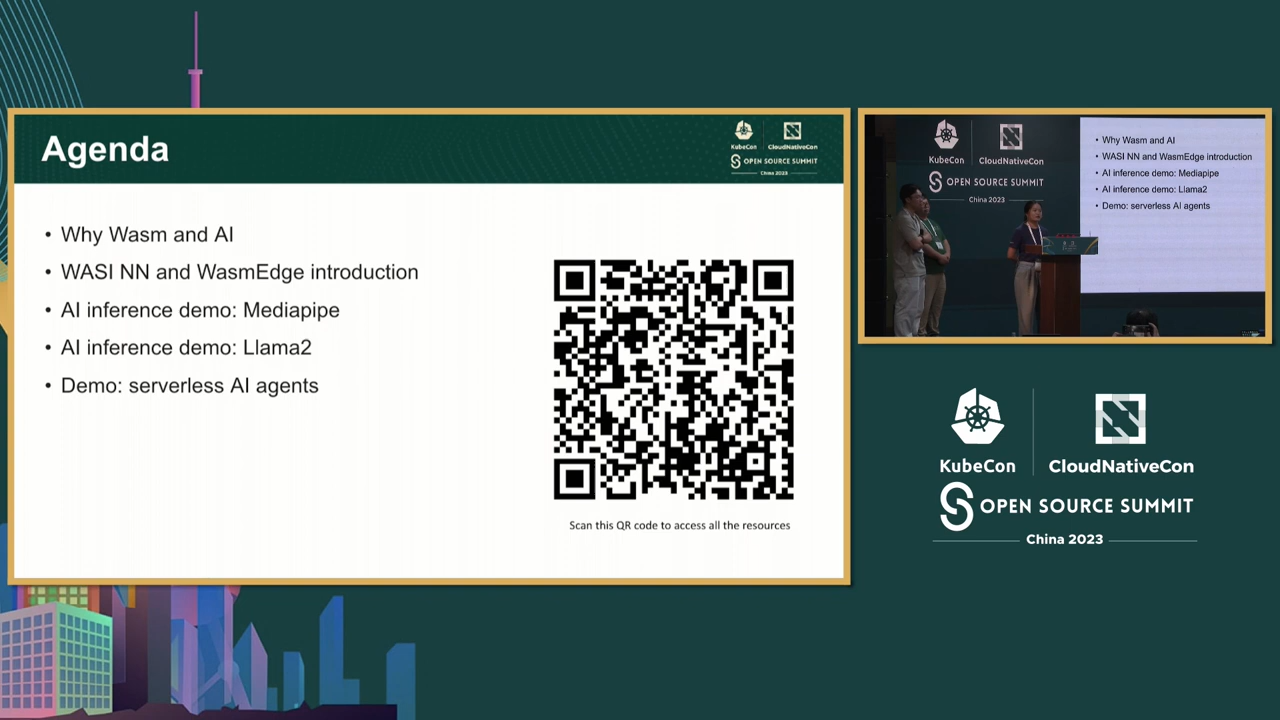 Agenda
KubeCon
CloudNativeCon
OPEN SOURCE SUMMIT
China 2023
• Why Wasm and AI
• WASI NN and WasmEdge introduction
• AI inference demo: Mediapipe
• AI inference demo: Llama2
• Demo: serverless AI agents
Scan this QR code to access all the resources
KubeCon
CloudNativeCon
OPEN SOURCE SUMMIT
China 2023
• Why Wasm and AI
• WASI NN and WasmEdge introduction
• AI inference demo: Mediapipe
• AI inference demo: Llama2
• Demo: serverless AI agents
KubeCon
CloudNativeCon
OPEN SOURCE SUMMIT
China 2023